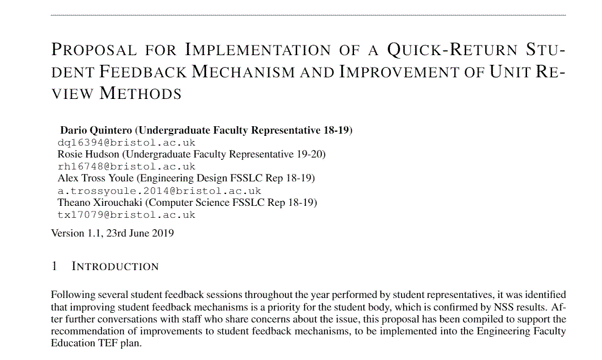 PROPOSAL FOR IMPLEMENTATION OF A QUICK-RETURN STU-
DENT FEEDBACK MECHANISM AND IMPROVEMENT OF UNIT RE-
VIEW METHODS
Dario Quintero (Undergraduate Faculty Representative 18-19)
dq16394@bristol.ac.uk
Rosie Hudson (Undergraduate Faculty Representative 19-20)
rh16748@bristol.ac.uk
Alex Tross Youle (Engineering Design FSSLC Rep 18-19)
a.trossyoule.2014@bristol.ac.uk
Theano Xirouchaki (Computer Science FSSLC Rep 18-19)
tx17079@bristol.ac.uk
Version 1.1, 23rd June 2019
1 INTRODUCTION
Following several student feedback sessions throughout the year performed by student representatives, it was identified
that improving student feedback mechanisms is a priority for the student body, which is confirmed by NSS results. Af-
ter further conversations with staff who share concerns about the issue, this proposal has been compiled to support the
recommendation of improvements to student feedback mechanisms, to be implemented into the Engineering Faculty
Education TEF plan.